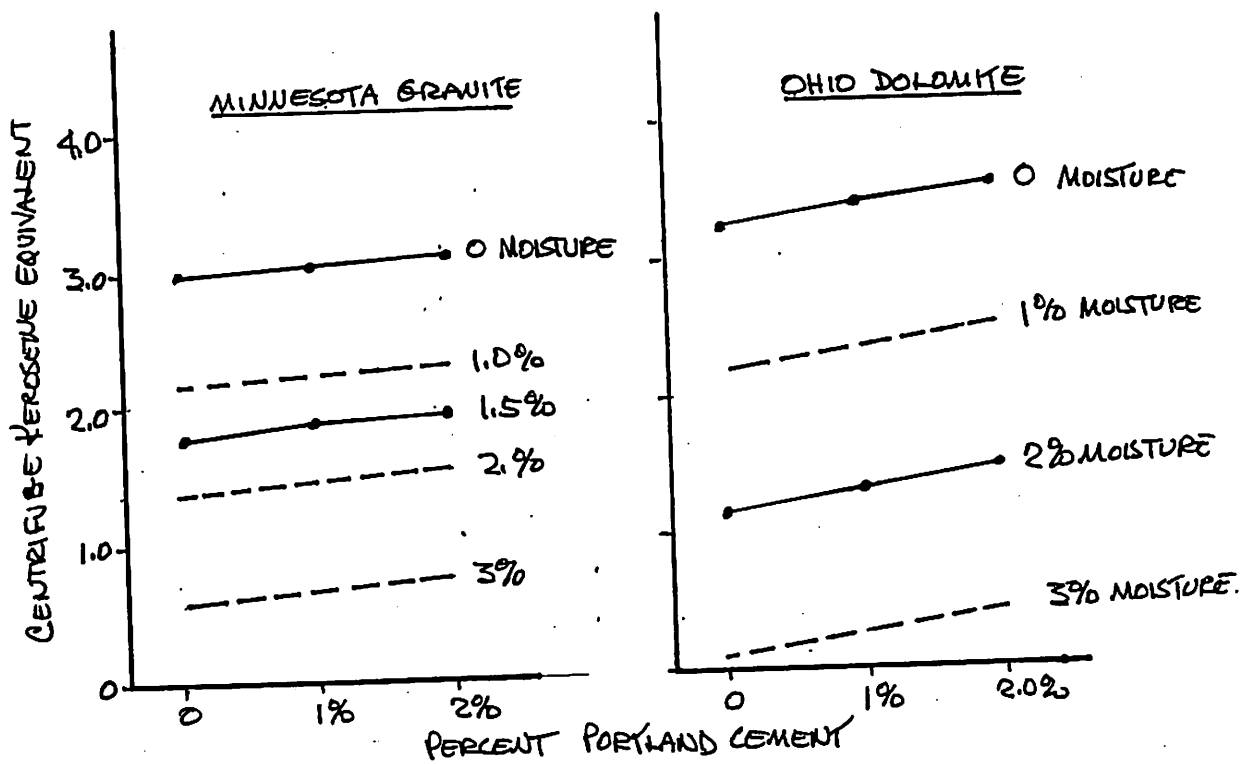 CENTRIFUGE KEROSENE EQUIVALENT
MINNESOTA GRANITE
4.0
3.0
2.0
1.0
0
0 MOISTURE
1.0%
1.5%
2.%
3%
0
1%
2%
OHIO DOLOMITE
0 MOISTURE
1% MOISTURE
2% MOISTURE
3% MOISTURE.
0
1%
2.0%
PERCENT PORTLAND CEMENT